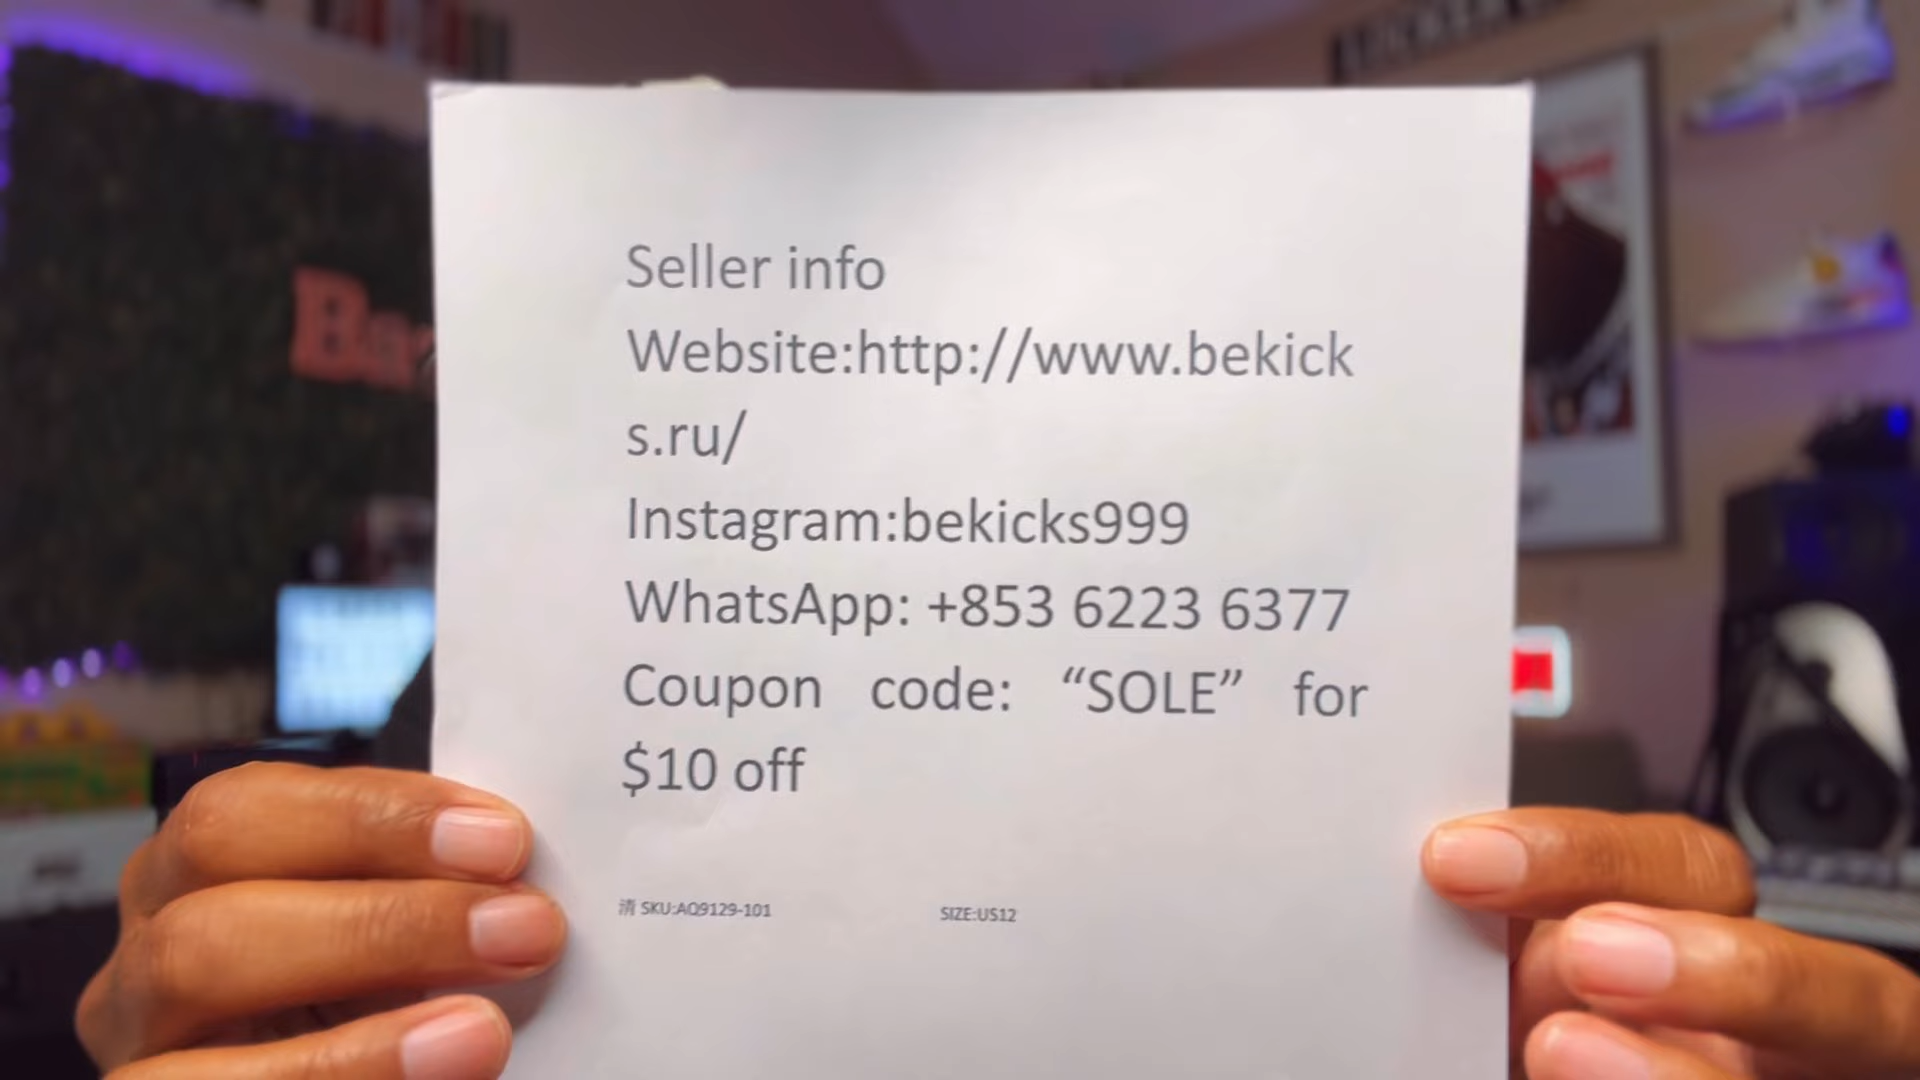 Seller info
Website:http://www.bekick
s.ru/
Instagram:bekicks999
WhatsApp: +853 6223 6377
Coupon code: “SOLE” for
$10 off
清 SKU:AQ9129-101 SIZE:US12